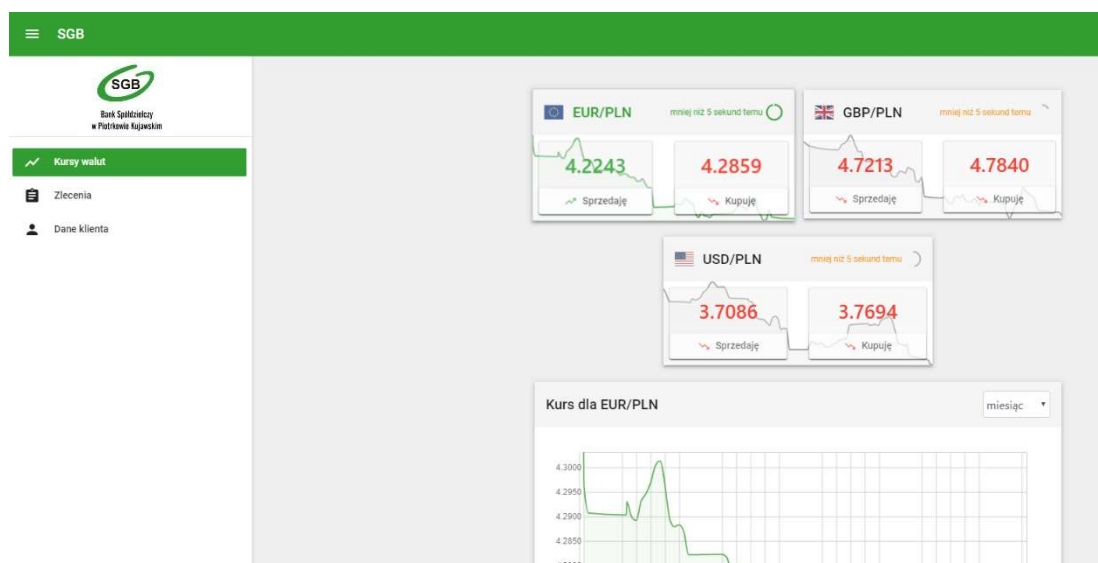 SGB
SGB
Bank Spółdzielczy
w Piotrkowie Kujawskim
Kursy walut
Zlecenia
Dane klienta
EUR/PLN mniej niż 5 sekund temu
4.2243 4.2859
Sprzedaję Kupuję
GBP/PLN mniej niż 5 sekund temu
4.7213 4.7840
Sprzedaję Kupuję
USD/PLN mniej niż 5 sekund temu
3.7086 3.7694
Sprzedaję Kupuję
Kurs dla EUR/PLN miesiąc
4.3000
4.2950
4.2900
4.2850